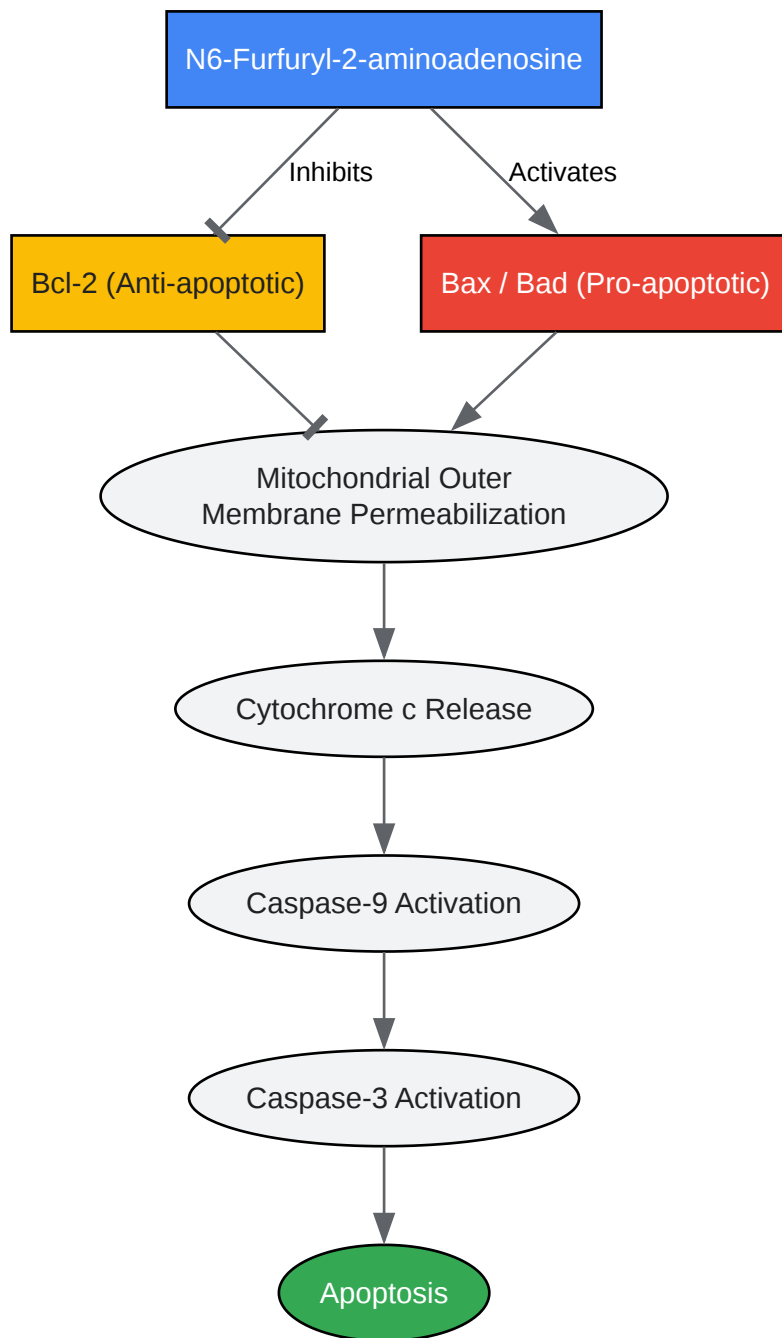 N6-Furfuryl-2-aminoadenosine
Inhibits
Activates
Bcl-2 (Anti-apoptotic)
Bax / Bad (Pro-apoptotic)
Mitochondrial Outer
Membrane Permeabilization
Cytochrome c Release
Caspase-9 Activation
Caspase-3 Activation
Apoptosis